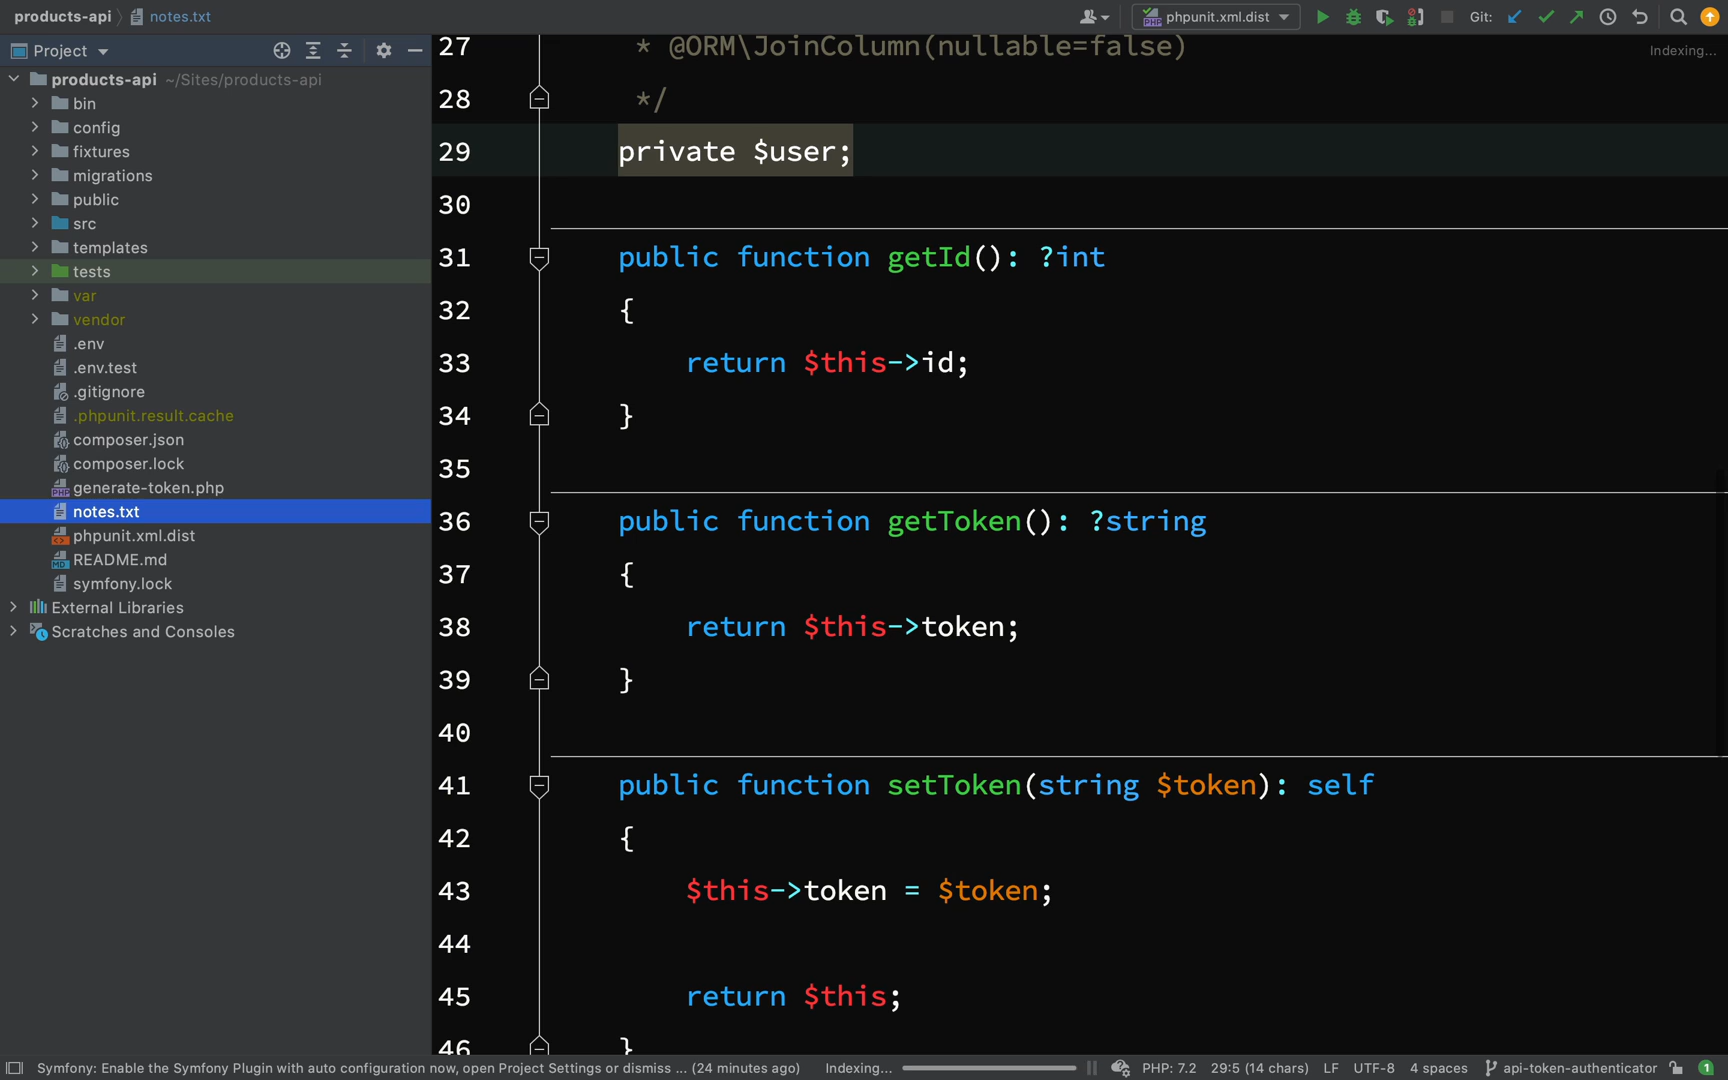 products-api notes.txt phpunit.xml.dist Git:
Project
products-api ~/Sites/products-api
bin
config
fixtures
migrations
public
src
templates
tests
var
vendor
.env
.env.test
.gitignore
.phpunit.result.cache
composer.json
composer.lock
generate-token.php
notes.txt
phpunit.xml.dist
README.md
symfony.lock
External Libraries
Scratches and Consoles
Indexing...
27 * @ORM\JoinColumn(nullable=false)
28 */
29 private $user;
30
31 public function getId(): ?int
32 {
33 return $this->id;
34 }
35
36 public function getToken(): ?string
37 {
38 return $this->token;
39 }
40
41 public function setToken(string $token): self
42 {
43 $this->token = $token;
44
45 return $this;
46 }
Symfony: Enable the Symfony Plugin with auto configuration now, open Project Settings or dismiss ... (24 minutes ago) Indexing... PHP: 7.2 29:5 (14 chars) LF UTF-8 4 spaces api-token-authenticator 1